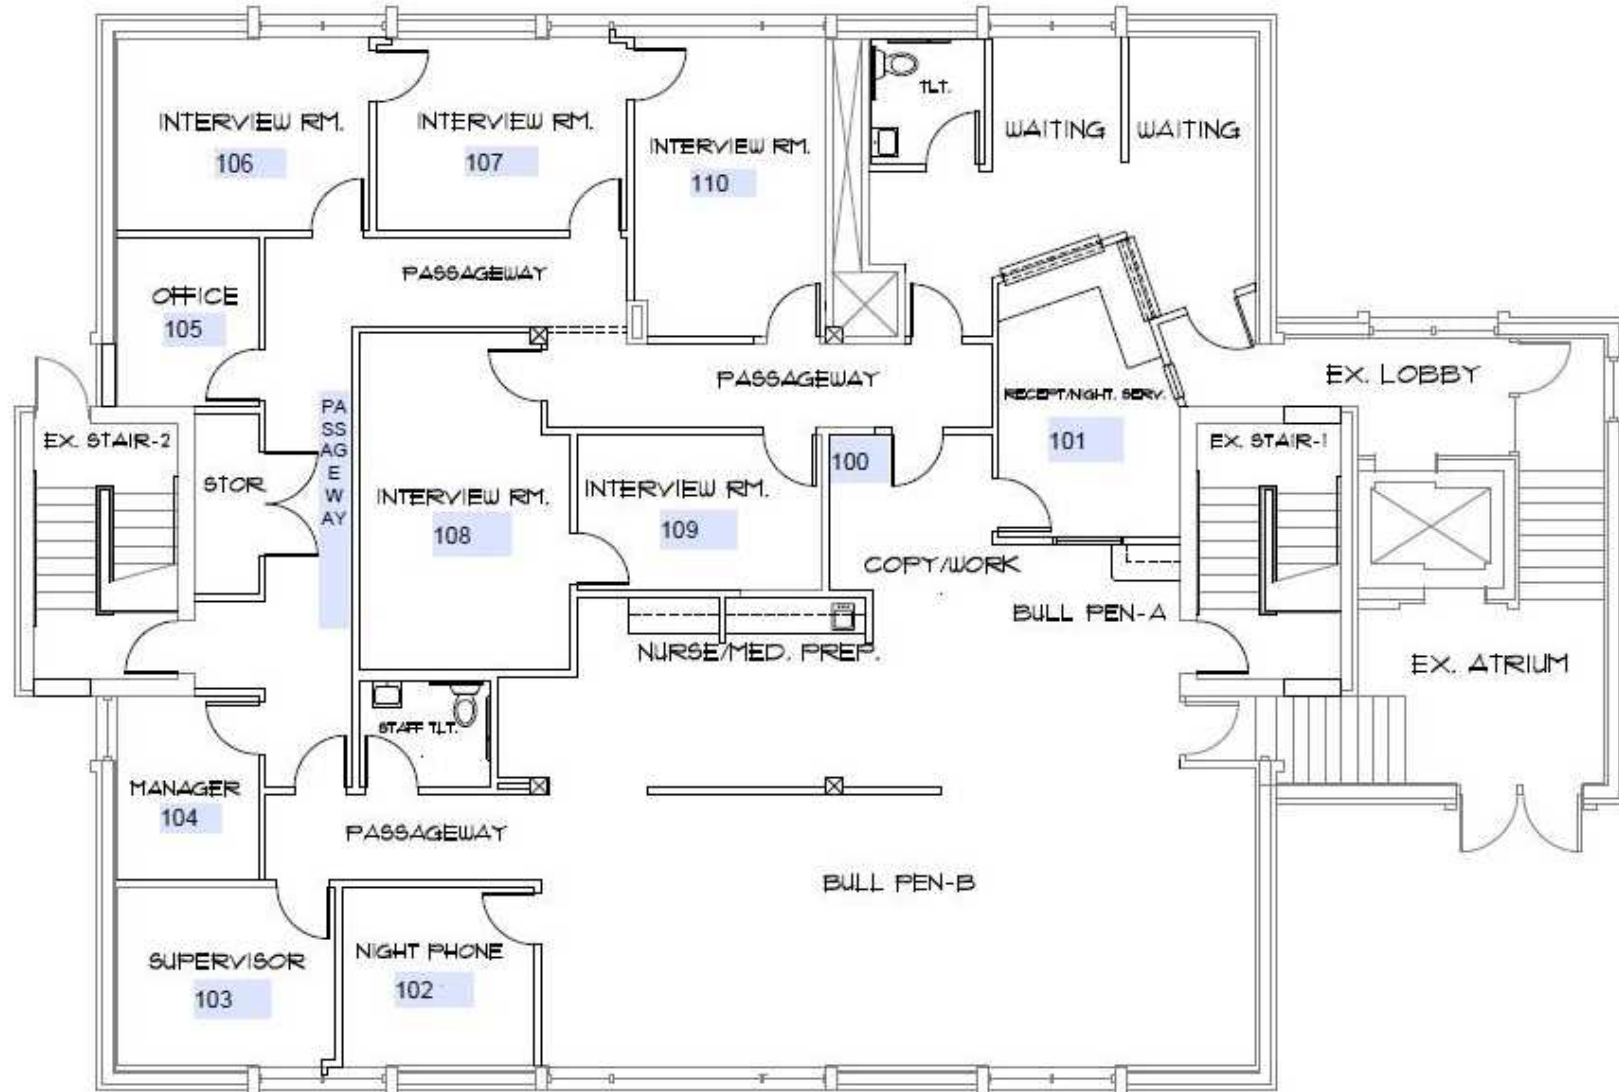 TLT.
INTERVIEW RM.
106
INTERVIEW RM.
107
INTERVIEW RM.
110
WAITING
WAITING
PASSAGEWAY
OFFICE
105
PASSAGEWAY
EX. LOBBY
RECEPT/NIGHT. SERV.
101
PA
SS
AG
E
W
AY
EX. STAIR-2
STOR
INTERVIEW RM.
108
INTERVIEW RM.
109
100
EX. STAIR-1
COPY/WORK
BULL PEN-A
NURSE/MED. PREP.
EX. ATRIUM
STAFF TLT.
MANAGER
104
PASSAGEWAY
BULL PEN-B
SUPERVISOR
103
NIGHT PHONE
102